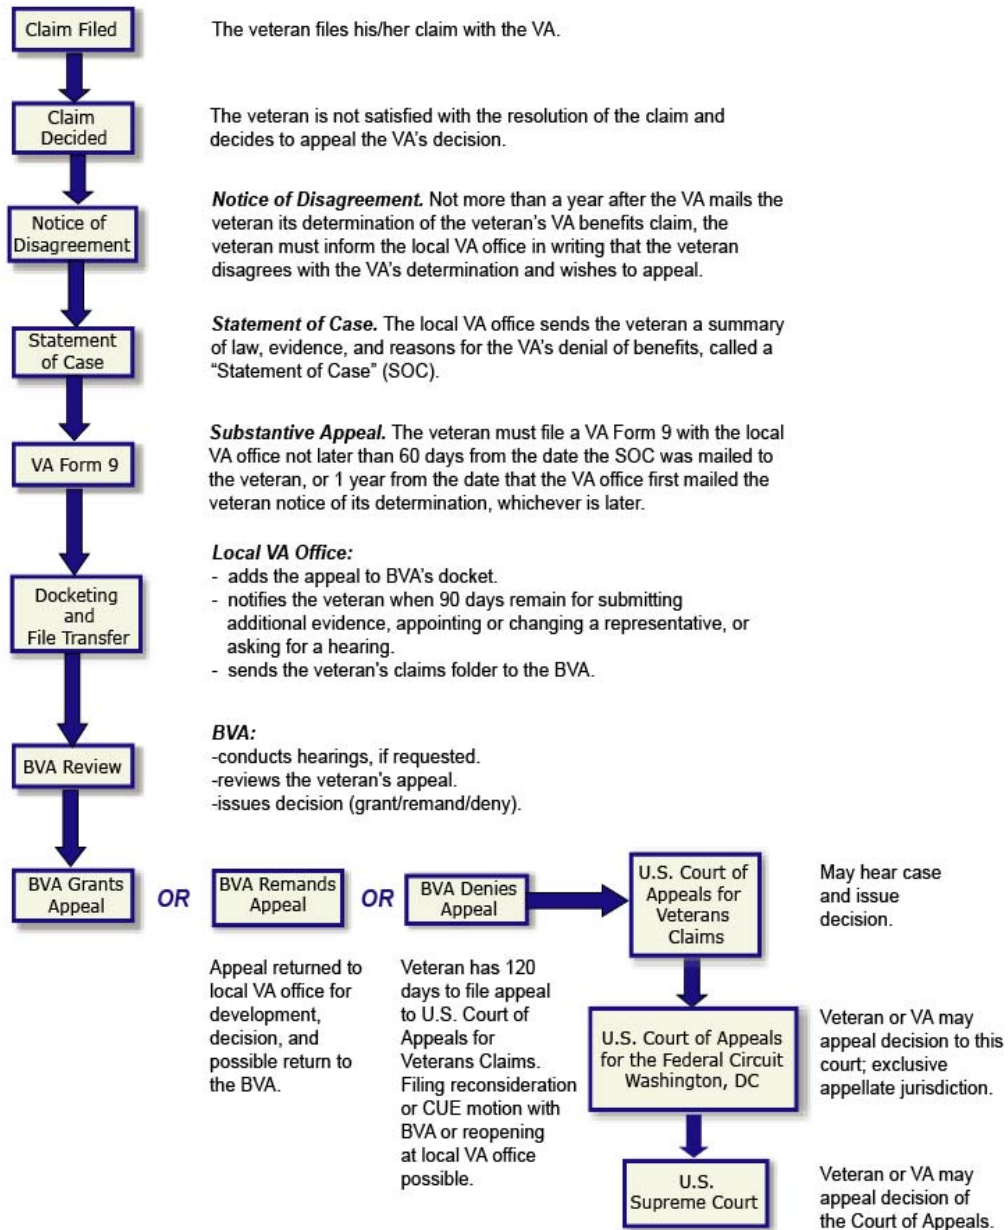 Claim Filed
The veteran files his/her claim with the VA.
Claim
Decided
The veteran is not satisfied with the resolution of the claim and
decides to appeal the VA's decision.
Notice of
Disagreement
Notice of Disagreement. Not more than a year after the VA mails the
veteran its determination of the veteran's VA benefits claim, the
veteran must inform the local VA office in writing that the veteran
disagrees with the VA's determination and wishes to appeal.
Statement
of Case
Statement of Case. The local VA office sends the veteran a summary
of law, evidence, and reasons for the VA's denial of benefits, called a
“Statement of Case” (SOC).
VA Form 9
Substantive Appeal. The veteran must file a VA Form 9 with the local
VA office not later than 60 days from the date the SOC was mailed to
the veteran, or 1 year from the date that the VA office first mailed the
veteran notice of its determination, whichever is later.
Docketing
and
File Transfer
Local VA Office:
- adds the appeal to BVA's docket.
- notifies the veteran when 90 days remain for submitting
additional evidence, appointing or changing a representative, or
asking for a hearing.
- sends the veteran's claims folder to the BVA.
BVA Review
BVA:
-conducts hearings, if requested.
-reviews the veteran's appeal.
-issues decision (grant/remand/deny).
BVA Grants
Appeal
OR
BVA Remands
Appeal
OR
BVA Denies
Appeal
U.S. Court of
Appeals for
Veterans
Claims
May hear case
and issue
decision.
Appeal returned to
local VA office for
development,
decision, and
possible return to
the BVA.
Veteran has 120
days to file appeal
to U.S. Court of
Appeals for
Veterans Claims.
Filing reconsideration
or CUE motion with
BVA or reopening
at local VA office
possible.
U.S. Court of Appeals
for the Federal Circuit
Washington, DC
Veteran or VA may
appeal decision to this
court; exclusive
appellate jurisdiction.
U.S.
Supreme Court
Veteran or VA may
appeal decision of
the Court of Appeals.